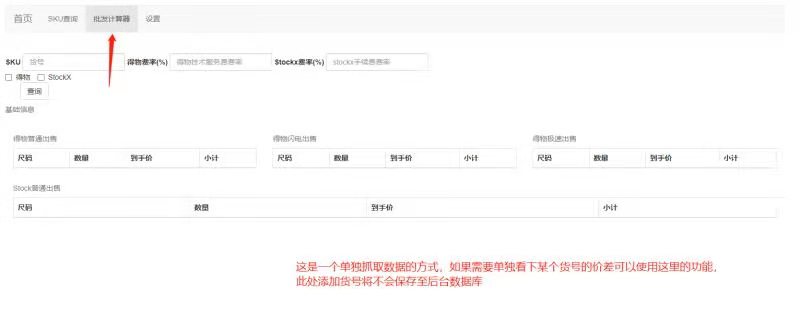 首页 SKU查询 批发计算器 设置
SKU 货号 得物费率(%) 得物技术服务费费率 Stockx费率(%) stockx手续费费率
得物 StockX
查询
基础信息
得物普通出售 得物闪电出售 得物极速出售
尺码 数量 到手价 小计 尺码 数量 到手价 小计 尺码 数量 到手价 小计
Stock普通出售
尺码 数量 到手价 小计
这是一个单独抓取数据的方式，如果需要单独看下某个货号的价差可以使用这里的功能，
此处添加货号将不会保存至后台数据库